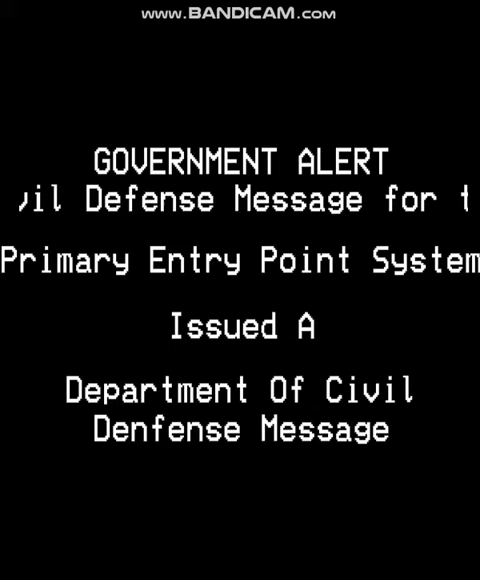 www.BANDICAM.com
GOVERNMENT ALERT
Defense Message for
Primary Entry Point System
Issued A
Department Of Civil
Denfense Message